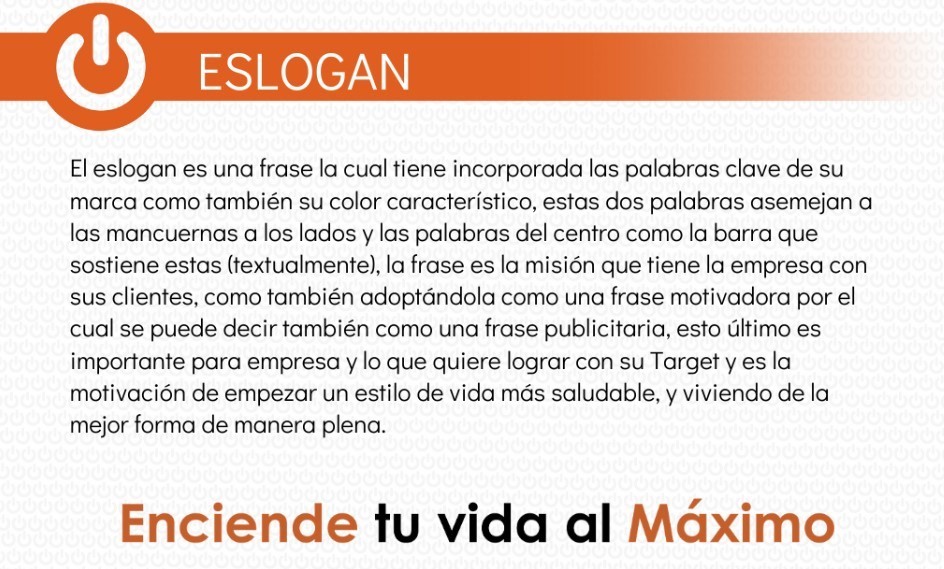 ESLOGAN
El eslogan es una frase la cual tiene incorporada las palabras clave de su
marca como también su color característico, estas dos palabras asemejan a
las mancuernas a los lados y las palabras del centro como la barra que
sostiene estas (textualmente), la frase es la misión que tiene la empresa con
sus clientes, como también adoptándola como una frase motivadora por el
cual se puede decir también como una frase publicitaria, esto último es
importante para empresa y lo que quiere lograr con su Target y es la
motivación de empezar un estilo de vida más saludable, y viviendo de la
mejor forma de manera plena.
Enciende tu vida al Máximo